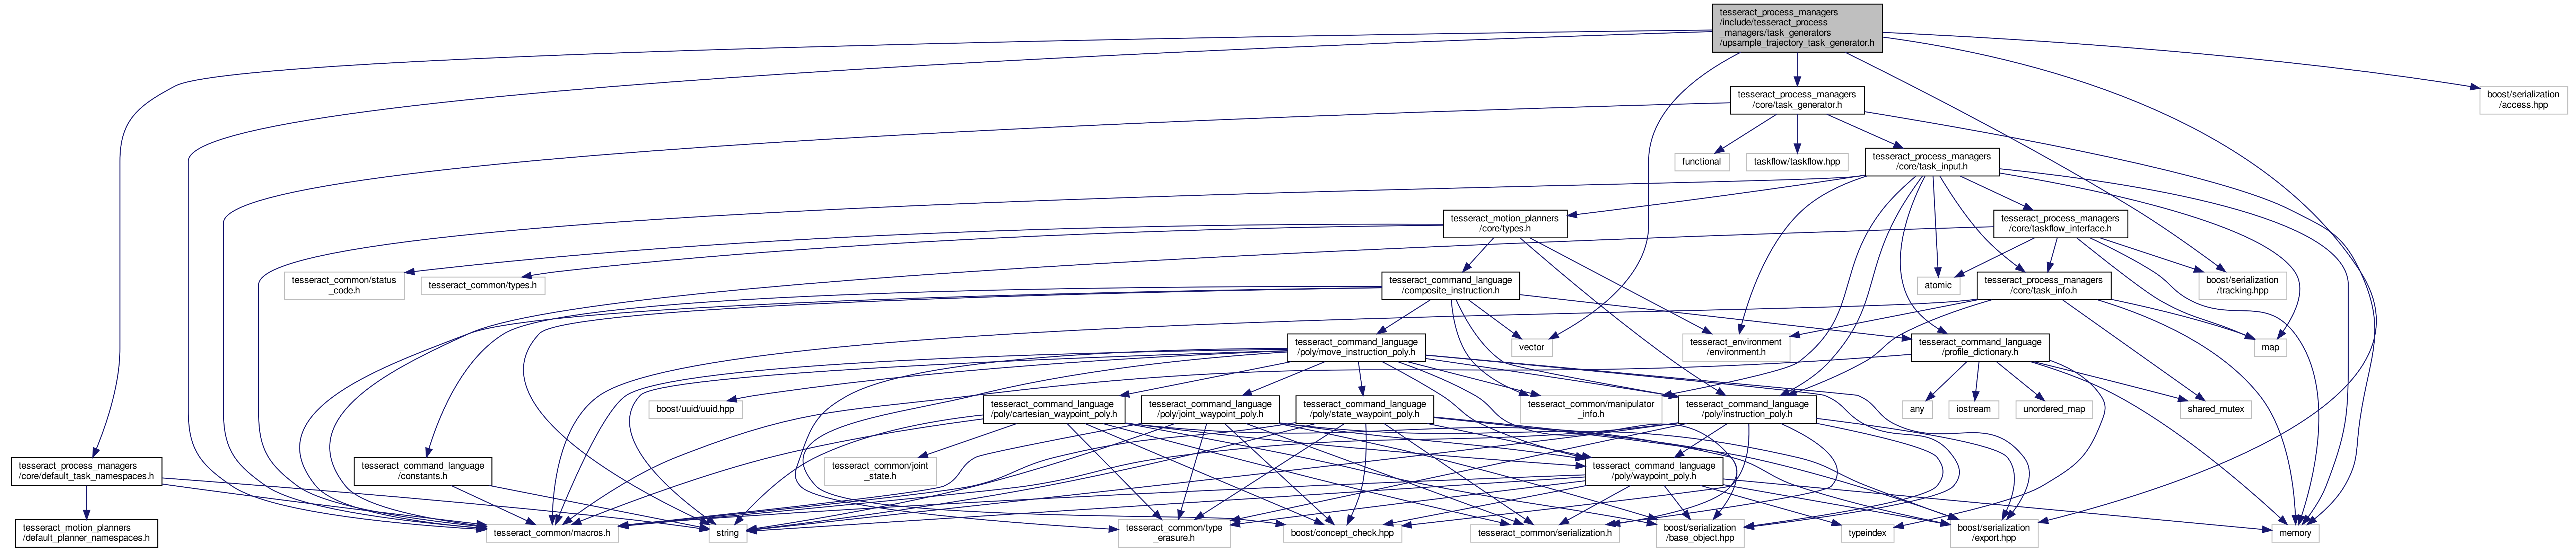 tesseract_process_managers
/include/tesseract_process
_managers/task_generators
/upsample_trajectory_task_generator.h
tesseract_process_managers
/core/task_generator.h
boost/serialization
/access.hpp
functional
taskflow/taskflow.hpp
tesseract_process_managers
/core/task_input.h
tesseract_motion_planners
/core/types.h
tesseract_process_managers
/core/taskflow_interface.h
tesseract_common/status
_code.h
tesseract_common/types.h
tesseract_command_language
/composite_instruction.h
atomic
tesseract_process_managers
/core/task_info.h
boost/serialization
/tracking.hpp
tesseract_command_language
/poly/move_instruction_poly.h
vector
tesseract_environment
/environment.h
tesseract_command_language
/profile_dictionary.h
map
boost/uuid/uuid.hpp
tesseract_command_language
/poly/cartesian_waypoint_poly.h
tesseract_command_language
/poly/joint_waypoint_poly.h
tesseract_command_language
/poly/state_waypoint_poly.h
tesseract_common/manipulator
_info.h
tesseract_command_language
/poly/instruction_poly.h
any
iostream
unordered_map
shared_mutex
tesseract_process_managers
/core/default_task_namespaces.h
tesseract_command_language
/constants.h
tesseract_common/joint
_state.h
tesseract_command_language
/poly/waypoint_poly.h
tesseract_motion_planners
/default_planner_namespaces.h
tesseract_common/macros.h
string
tesseract_common/type
_erasure.h
boost/concept_check.hpp
tesseract_common/serialization.h
boost/serialization
/base_object.hpp
typeindex
boost/serialization
/export.hpp
memory